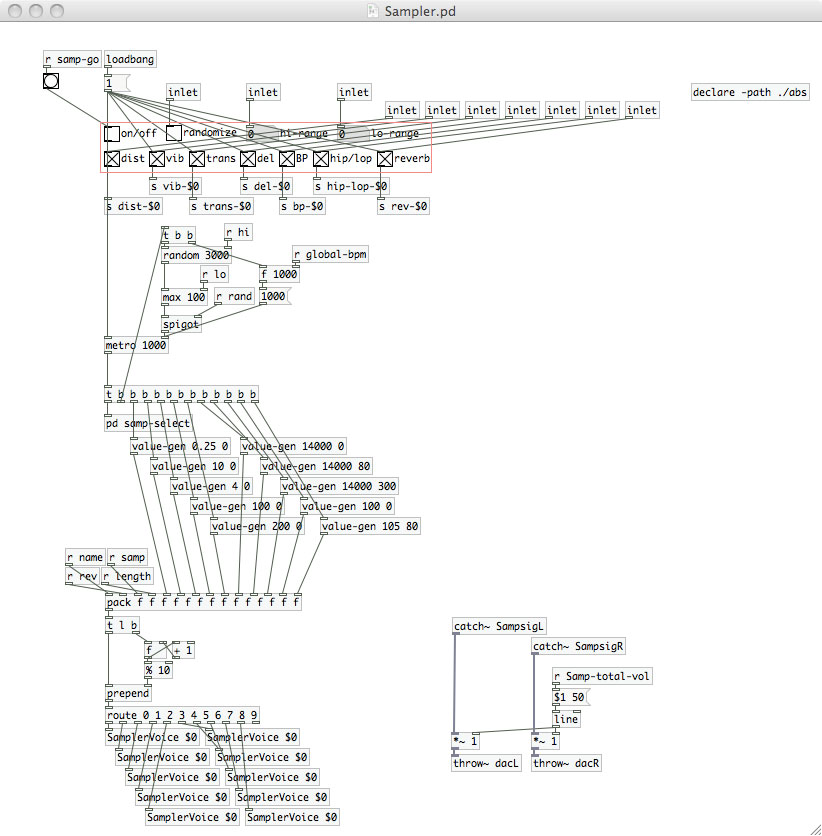 Sampler.pd
r samp-go
loadbang
1
inlet
inlet
inlet
declare -path ./abs
inlet inlet inlet inlet inlet inlet inlet
on/off randomize 0 hi-range 0 lo-range
dist vib trans del BP hip/lop reverb
s vib-$0 s del-$0 s hip-lop-$0
s dist-$0 s trans-$0 s bp-$0 s rev-$0
t b b
r hi
random 3000
r global-bpm
r lo
f 1000
max 100
r rand
1000
spigot
metro 1000
t b b b b b b b b b b b
pd samp-select
value-gen 0.25 0
value-gen 14000 0
value-gen 10 0
value-gen 14000 80
value-gen 4 0
value-gen 14000 300
value-gen 100 0
value-gen 100 0
value-gen 200 0
value-gen 105 80
r name
r samp
r rev
r length
pack f f f f f f f f f f f f f f
t l b
f
+ 1
% 10
prepend
route 0 1 2 3 4 5 6 7 8 9
SamplerVoice $0
SamplerVoice $0
SamplerVoice $0
SamplerVoice $0
SamplerVoice $0
SamplerVoice $0
SamplerVoice $0
SamplerVoice $0
SamplerVoice $0
SamplerVoice $0
catch~ SampsigL
catch~ SampsigR
r Samp-total-vol
$1 50
line
*~ 1
*~ 1
throw~ dacL
throw~ dacR